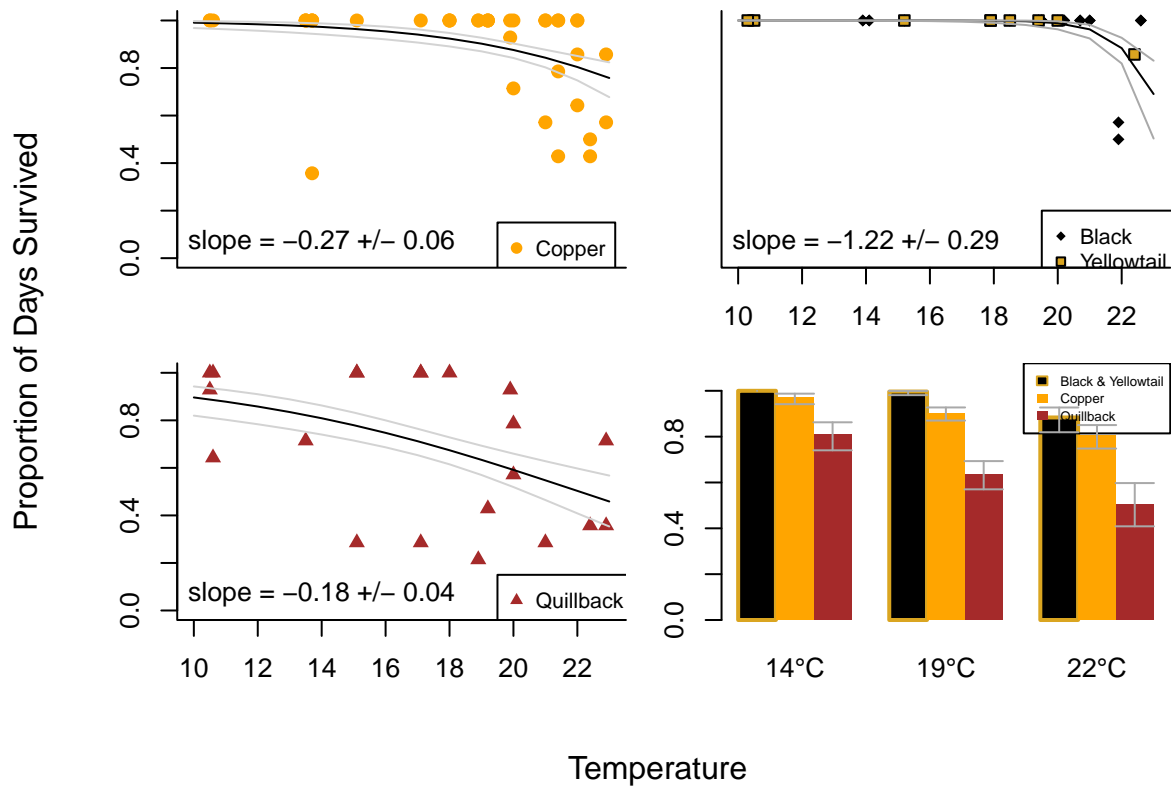 Proportion of Days Survived
0.0
0.4
0.8
slope = −0.27 +/− 0.06
Copper
slope = −1.22 +/− 0.29
Black
Yellowtail
10 12 14 16 18 20 22
0.0
0.4
0.8
slope = −0.18 +/− 0.04
Quillback
10 12 14 16 18 20 22
0.0
0.4
0.8
Black & Yellowtail
Copper
Quillback
14°C 19°C 22°C
Temperature